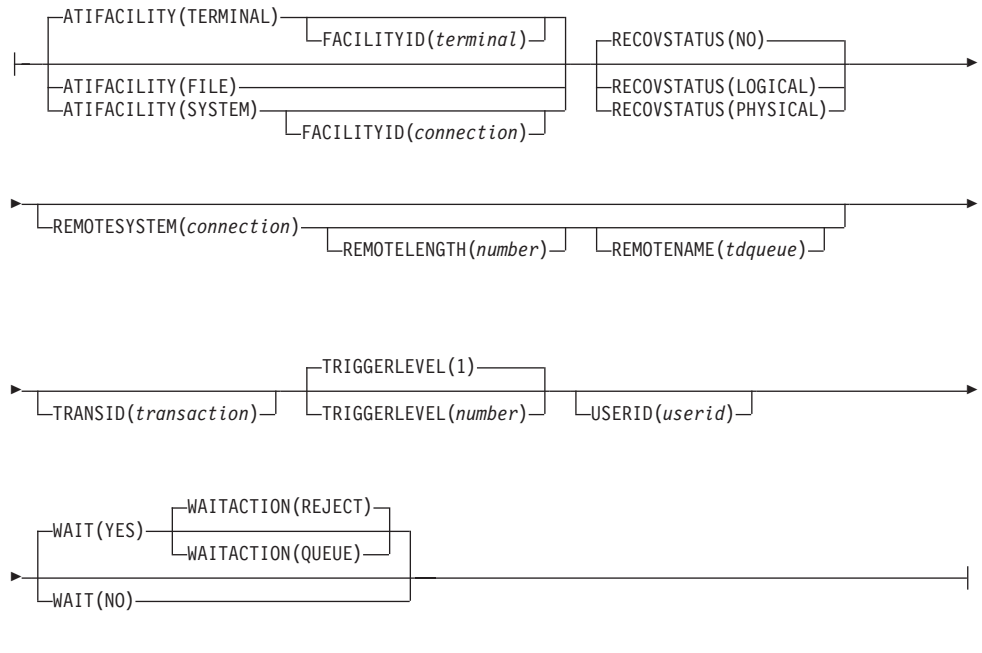 ATIFACILITY(TERMINAL)
FACILITYID(terminal)
RECOVSTATUS(NO)
ATIFACILITY(FILE)
RECOVSTATUS(LOGICAL)
ATIFACILITY(SYSTEM)
RECOVSTATUS(PHYSICAL)
FACILITYID(connection)
REMOTESYSTEM(connection)
REMOTELENGTH(number)
REMOTENAME(tdqueue)
TRIGGERLEVEL(1)
TRANSID(transaction)
TRIGGERLEVEL(number)
USERID(userid)
WAITACTION(REJECT)
WAIT(YES)
WAITACTION(QUEUE)
WAIT(NO)